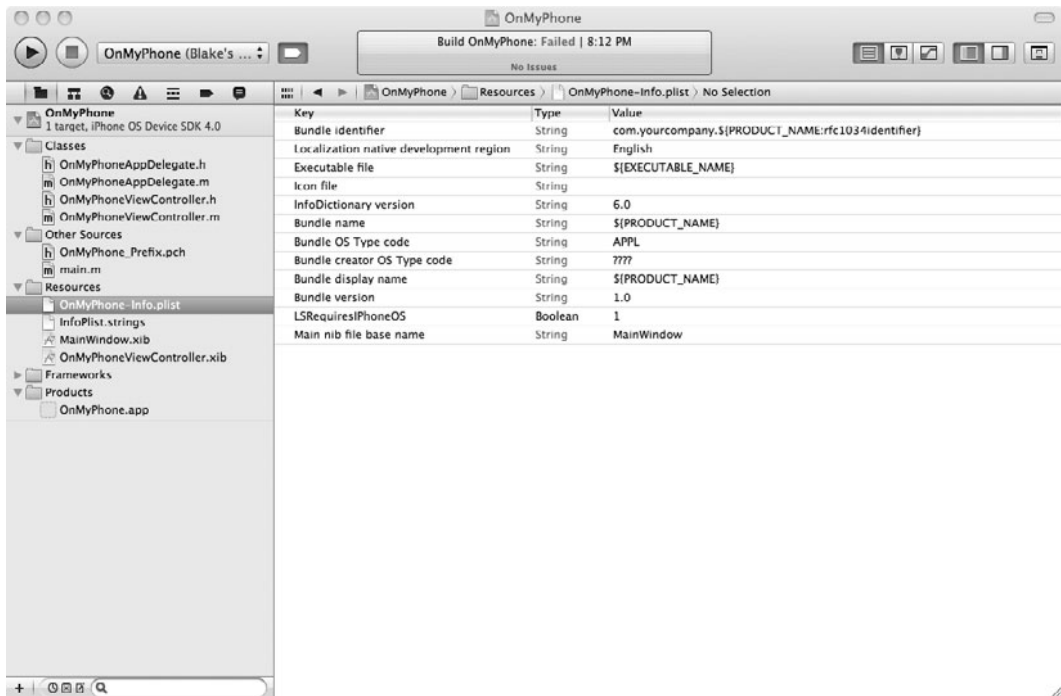 OnMyPhone
OnMyPhone (Blake's ...
Build OnMyPhone: Failed | 8:12 PM
No Issues
OnMyPhone
1 target, iPhone OS Device SDK 4.0
Classes
OnMyPhoneAppDelegate.h
OnMyPhoneAppDelegate.m
OnMyPhoneViewController.h
OnMyPhoneViewController.m
Other Sources
OnMyPhone_Prefix.pch
main.m
Resources
OnMyPhone-Info.plist
InfoPlist.strings
MainWindow.xib
OnMyPhoneViewController.xib
Frameworks
Products
OnMyPhone.app
OnMyPhone 〉 Resources 〉 OnMyPhone-Info.plist 〉 No Selection
Key Type Value
Bundle identifier String com.yourcompany.${PRODUCT_NAME:rfc1034identifier}
Localization native development region String English
Executable file String ${EXECUTABLE_NAME}
Icon file String
InfoDictionary version String 6.0
Bundle name String ${PRODUCT_NAME}
Bundle OS Type code String APPL
Bundle creator OS Type code String ????
Bundle display name String ${PRODUCT_NAME}
Bundle version String 1.0
LSRequiresIPhoneOS Boolean 1
Main nib file base name String MainWindow